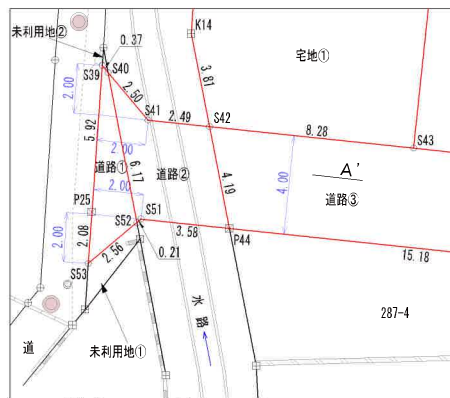 K14
未利用地②
宅地①
0.37
S39
S40
3.81
2.00
2.50
S41
2.49
S42
8.28
S43
5.92
2.00
道路①
6.17
道路②
4.19
4.00
A'
道路③
2.00
P25
S52
S51
3.58
P44
2.08
2.00
2.56
0.21
15.18
S53
水路
287-4
道
未利用地①